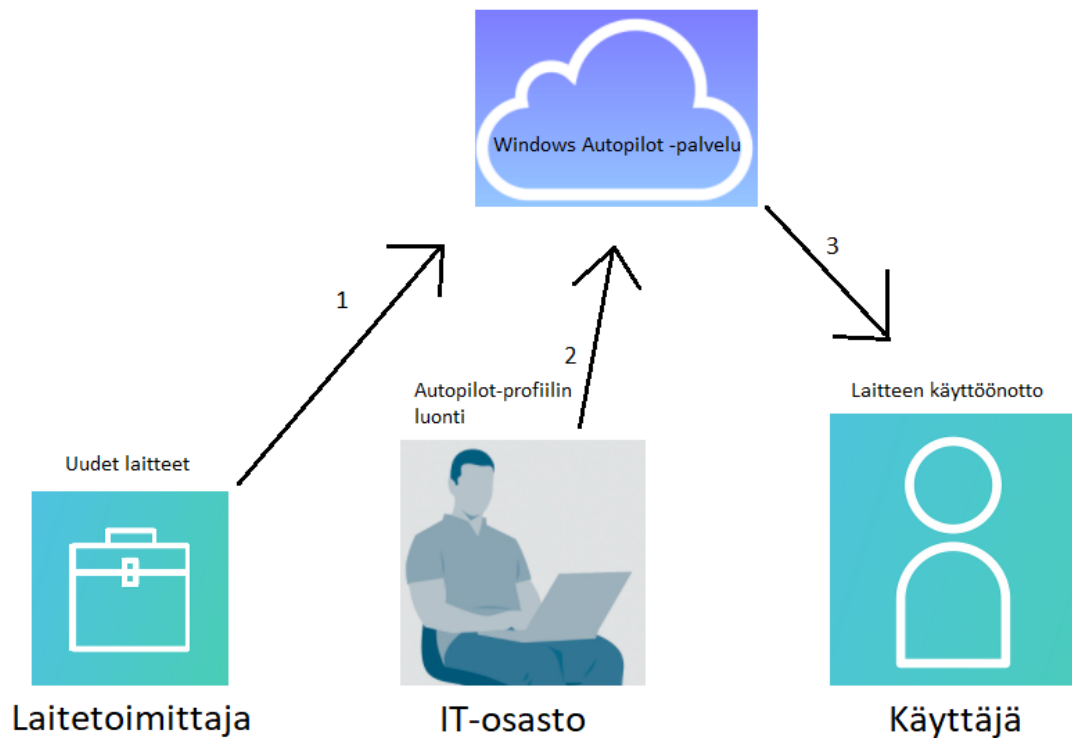 Windows Autopilot -palvelu
1
2
3
Uudet laitteet
Autopilot-profiilin
luonti
Laitteen käyttöönotto
Laitetoimittaja
IT-osasto
Käyttäjä